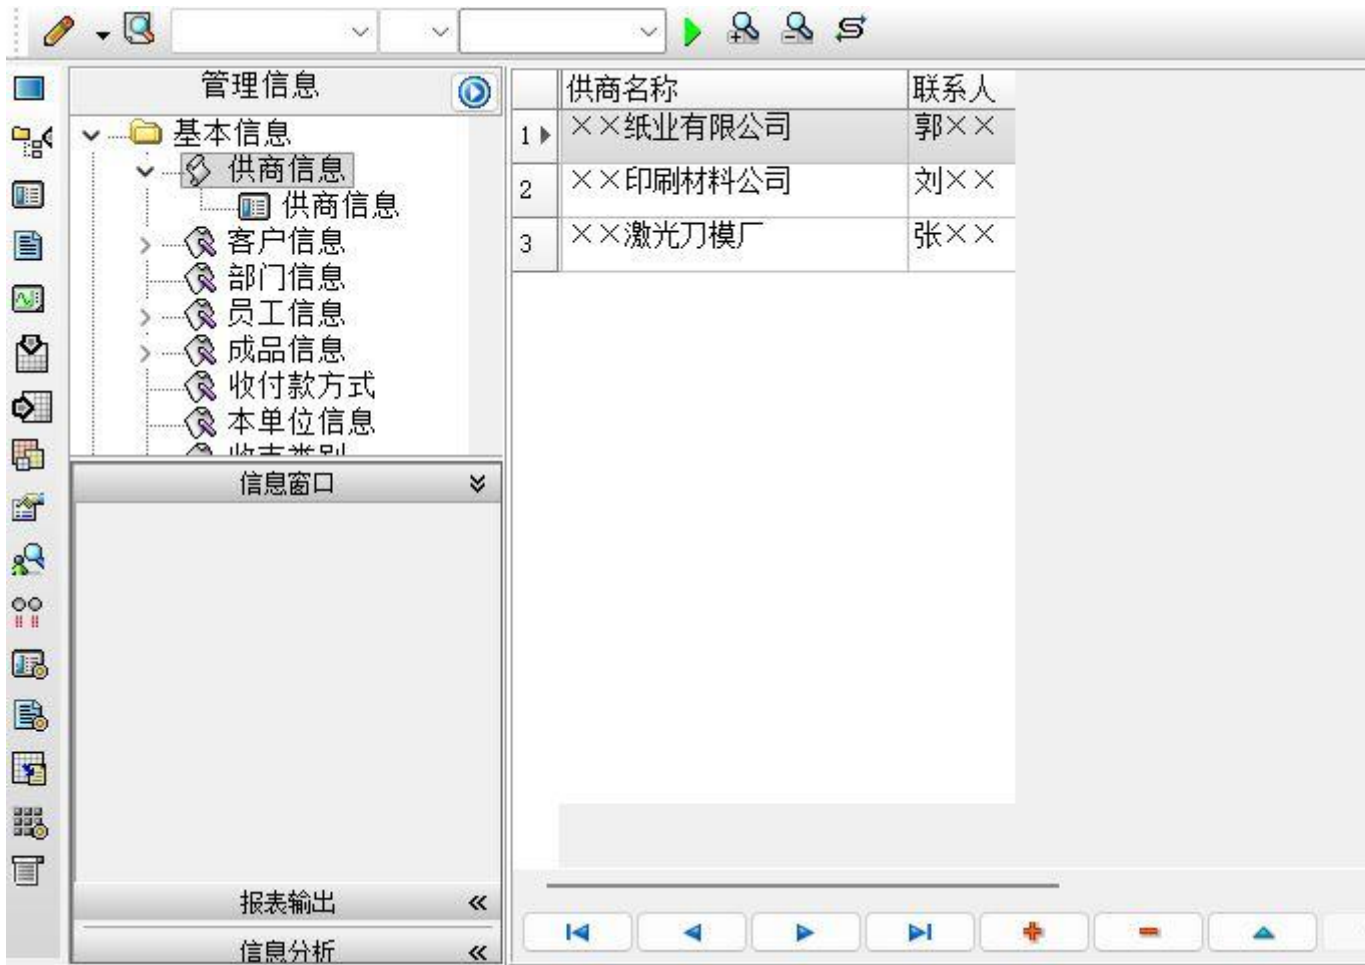 管理信息
基本信息
供商信息
供商信息
客户信息
部门信息
员工信息
成品信息
收付款方式
本单位信息
信息窗口
报表输出
信息分析
供商名称 联系人
1 ××纸业有限公司 郭××
2 ××印刷材料公司 刘××
3 ××激光刀模厂 张××